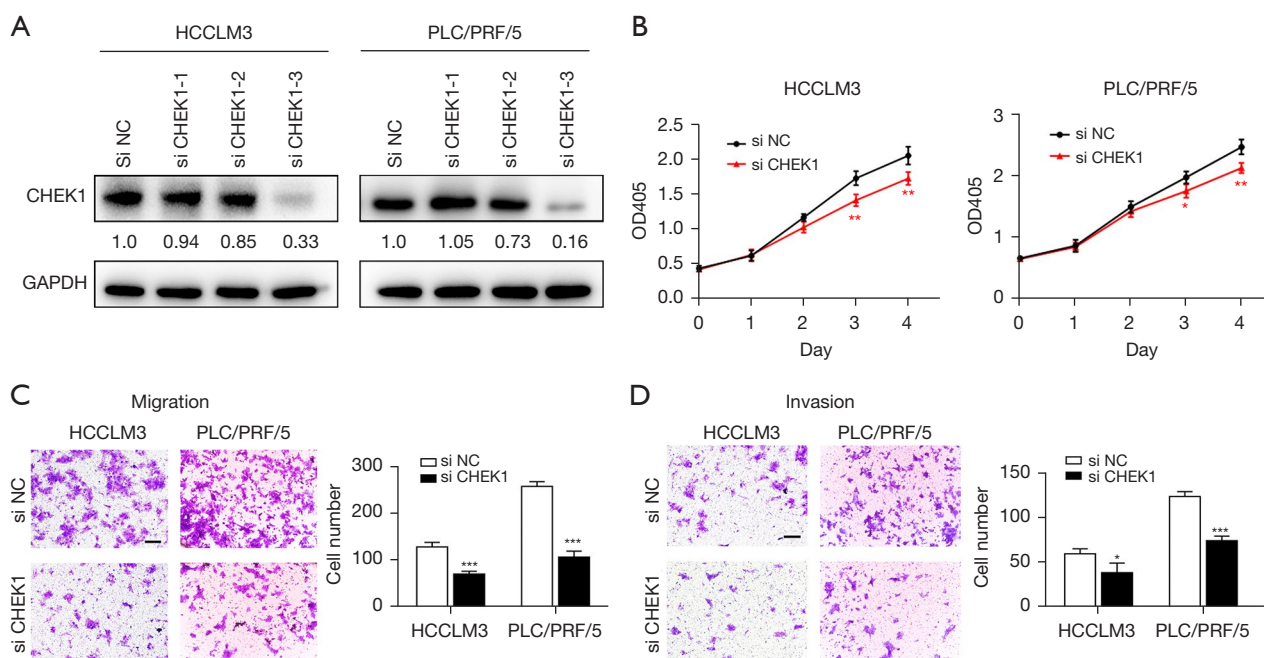 A
HCCLM3
PLC/PRF/5
Si NC
si CHEK1-1
si CHEK1-2
si CHEK1-3
Si NC
si CHEK1-1
si CHEK1-2
si CHEK1-3
CHEK1
1.0 0.94 0.85 0.33
1.0 1.05 0.73 0.16
GAPDH
B
HCCLM3
si NC
si CHEK1
OD405
2.5
2.0
1.5
1.0
0.5
0.0
**
**
0 1 2 3 4
Day
PLC/PRF/5
si NC
si CHEK1
OD405
3
2
1
0
*
**
0 1 2 3 4
Day
C
Migration
HCCLM3 PLC/PRF/5
si NC
si CHEK1
si NC
si CHEK1
Cell number
300
200
100
0
***
***
HCCLM3 PLC/PRF/5
D
Invasion
HCCLM3 PLC/PRF/5
si NC
si CHEK1
si NC
si CHEK1
Cell number
150
100
50
0
*
***
HCCLM3 PLC/PRF/5